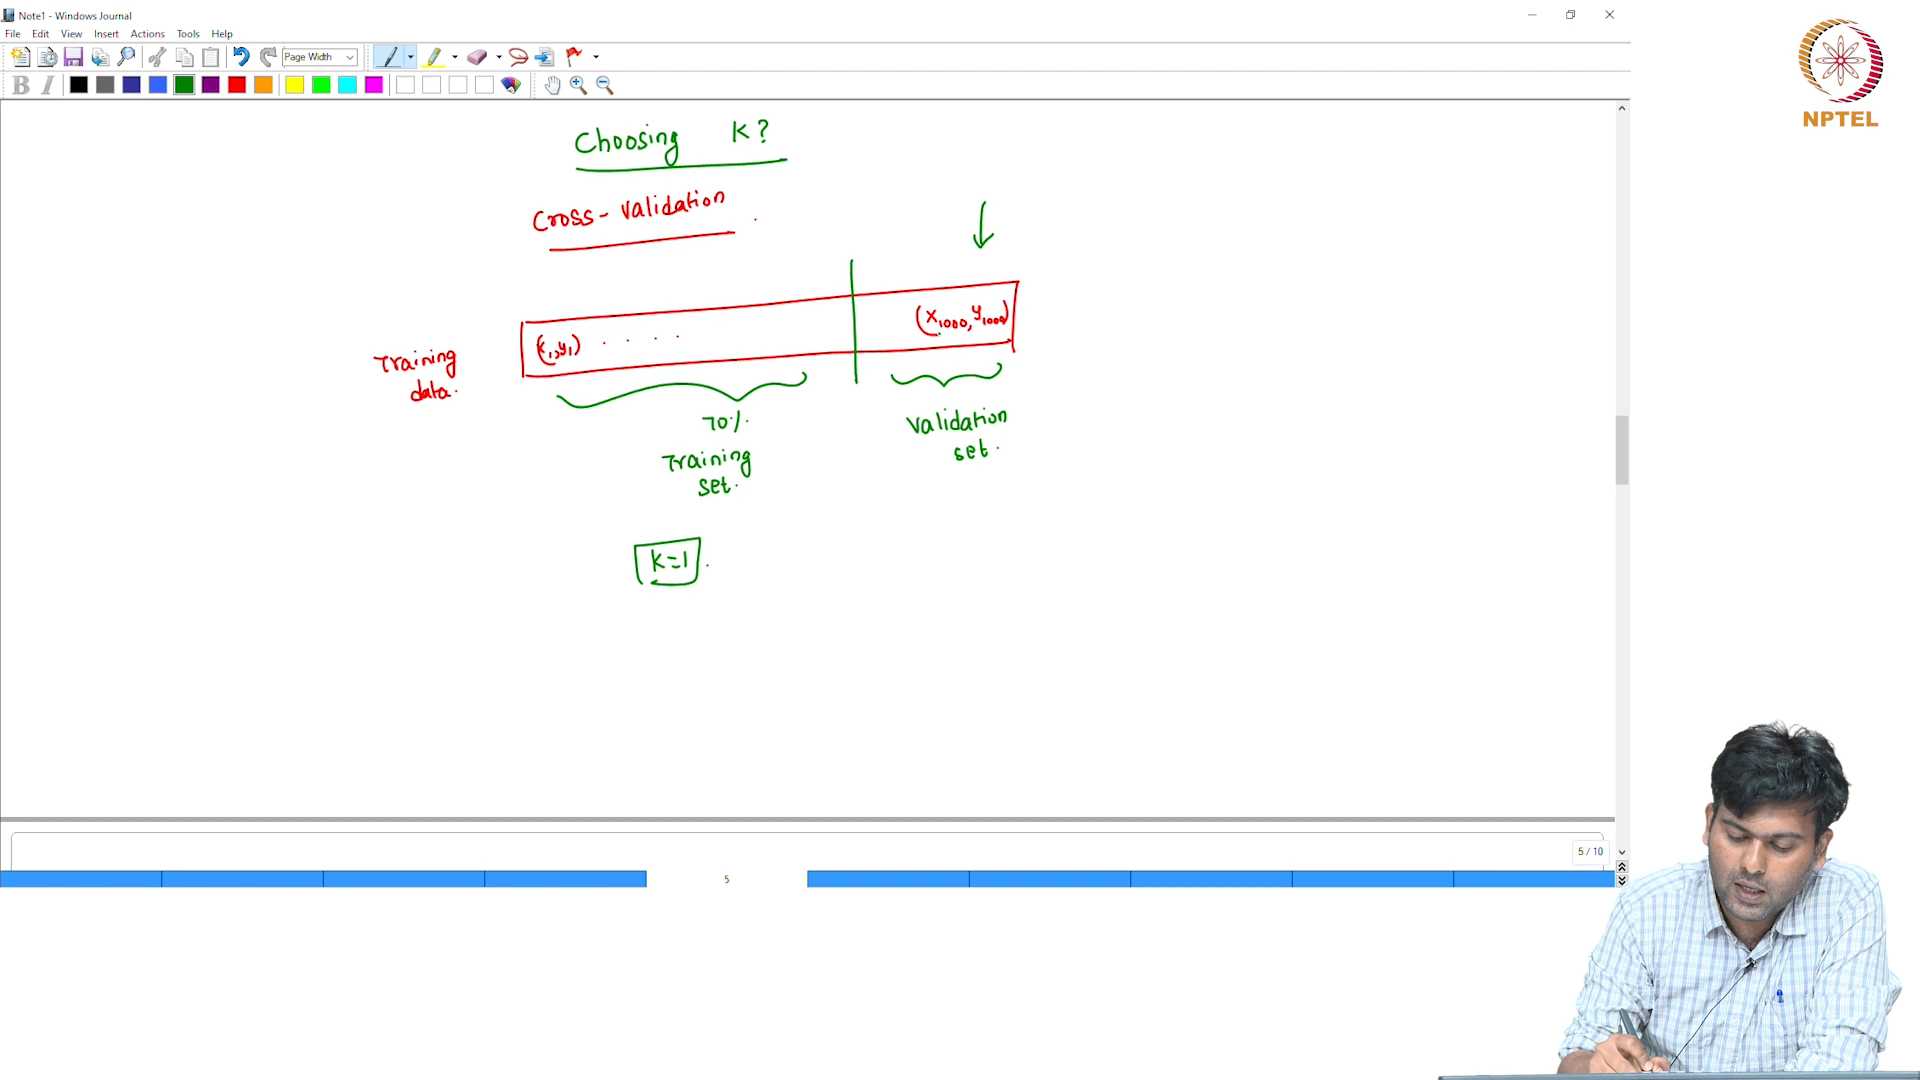 Note1 - Windows Journal
File Edit View Insert Actions Tools Help
Page Width
B I
NPTEL
Choosing K?
Cross-Validation
Training data.
(x1, y1) . . . . (x1000, y1000)
70%.
Training set.
Validation set.
K=1
5 / 10
5